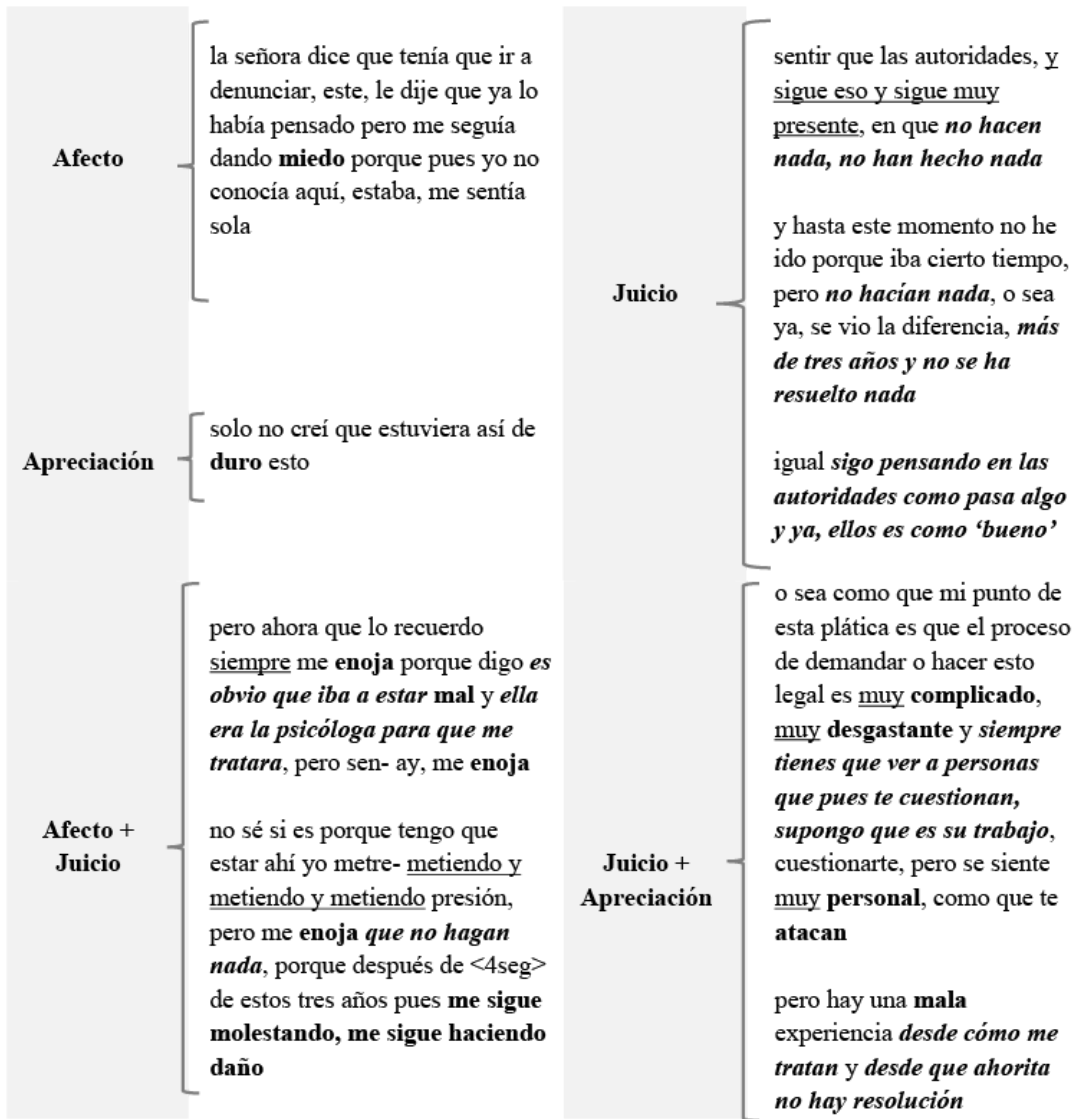 Afecto
la señora dice que tenía que ir a
denunciar, este, le dije que ya lo
había pensado pero me seguía
dando miedo porque pues yo no
conocía aquí, estaba, me sentía
sola
Apreciación
solo no creí que estuviera así de
duro esto
Afecto +
Juicio
pero ahora que lo recuerdo
siempre me enoja porque digo es
obvio que iba a estar mal y ella
era la psicóloga para que me
tratara, pero sen- ay, me enoja
no sé si es porque tengo que
estar ahí yo metre- metiendo y
metiendo y metiendo presión,
pero me enoja que no hagan
nada, porque después de <4seg>
de estos tres años pues me sigue
molestando, me sigue haciendo
daño
Juicio
sentir que las autoridades, y
sigue eso y sigue muy
presente, en que no hacen
nada, no han hecho nada
y hasta este momento no he
ido porque iba cierto tiempo,
pero no hacían nada, o sea
ya, se vio la diferencia, más
de tres años y no se ha
resuelto nada
igual sigo pensando en las
autoridades como pasa algo
y ya, ellos es como ‘bueno’
Juicio +
Apreciación
o sea como que mi punto de
esta plática es que el proceso
de demandar o hacer esto
legal es muy complicado,
muy desgastante y siempre
tienes que ver a personas
que pues te cuestionan,
supongo que es su trabajo,
cuestionarte, pero se siente
muy personal, como que te
atacan
pero hay una mala
experiencia desde cómo me
tratan y desde que ahorita
no hay resolución